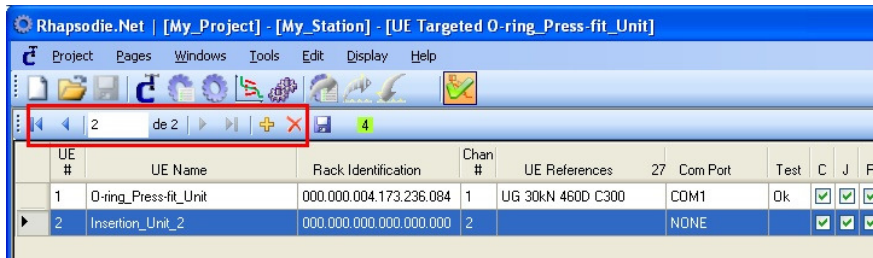 Rhapsodie.Net | [My_Project] - [My_Station] - [UE Targeted O-ring_Press-fit_Unit]
Project Pages Windows Tools Edit Display Help
2 de 2 4
UE # UE Name Rack Identification Chan # UE References 27 Com Port Test C J F
1 O-ring_Press-fit_Unit 000.000.004.173.236.084 1 UG 30kN 460D C300 COM1 Ok
2 Insertion_Unit_2 000.000.000.000.000.000 2 NONE